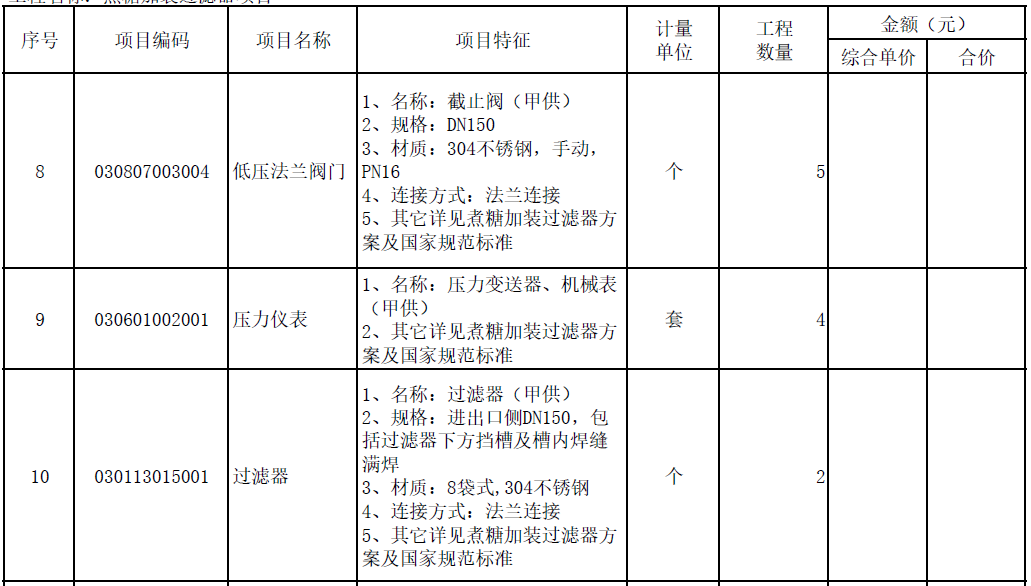 序号
项目编码
项目名称
项目特征
计量
单位
工程
数量
金额（元）
综合单价
合价
8
030807003004
低压法兰阀门
1、名称：截止阀（甲供）
2、规格：DN150
3、材质：304不锈钢，手动，
PN16
4、连接方式：法兰连接
5、其它详见煮糖加装过滤器方
案及国家规范标准
个
5
9
030601002001
压力仪表
1、名称：压力变送器、机械表
（甲供）
2、其它详见煮糖加装过滤器方
案及国家规范标准
套
4
10
030113015001
过滤器
1、名称：过滤器（甲供）
2、规格：进出口侧DN150，包
括过滤器下方挡槽及槽内焊缝
满焊
3、材质：8袋式,304不锈钢
4、连接方式：法兰连接
5、其它详见煮糖加装过滤器方
案及国家规范标准
个
2